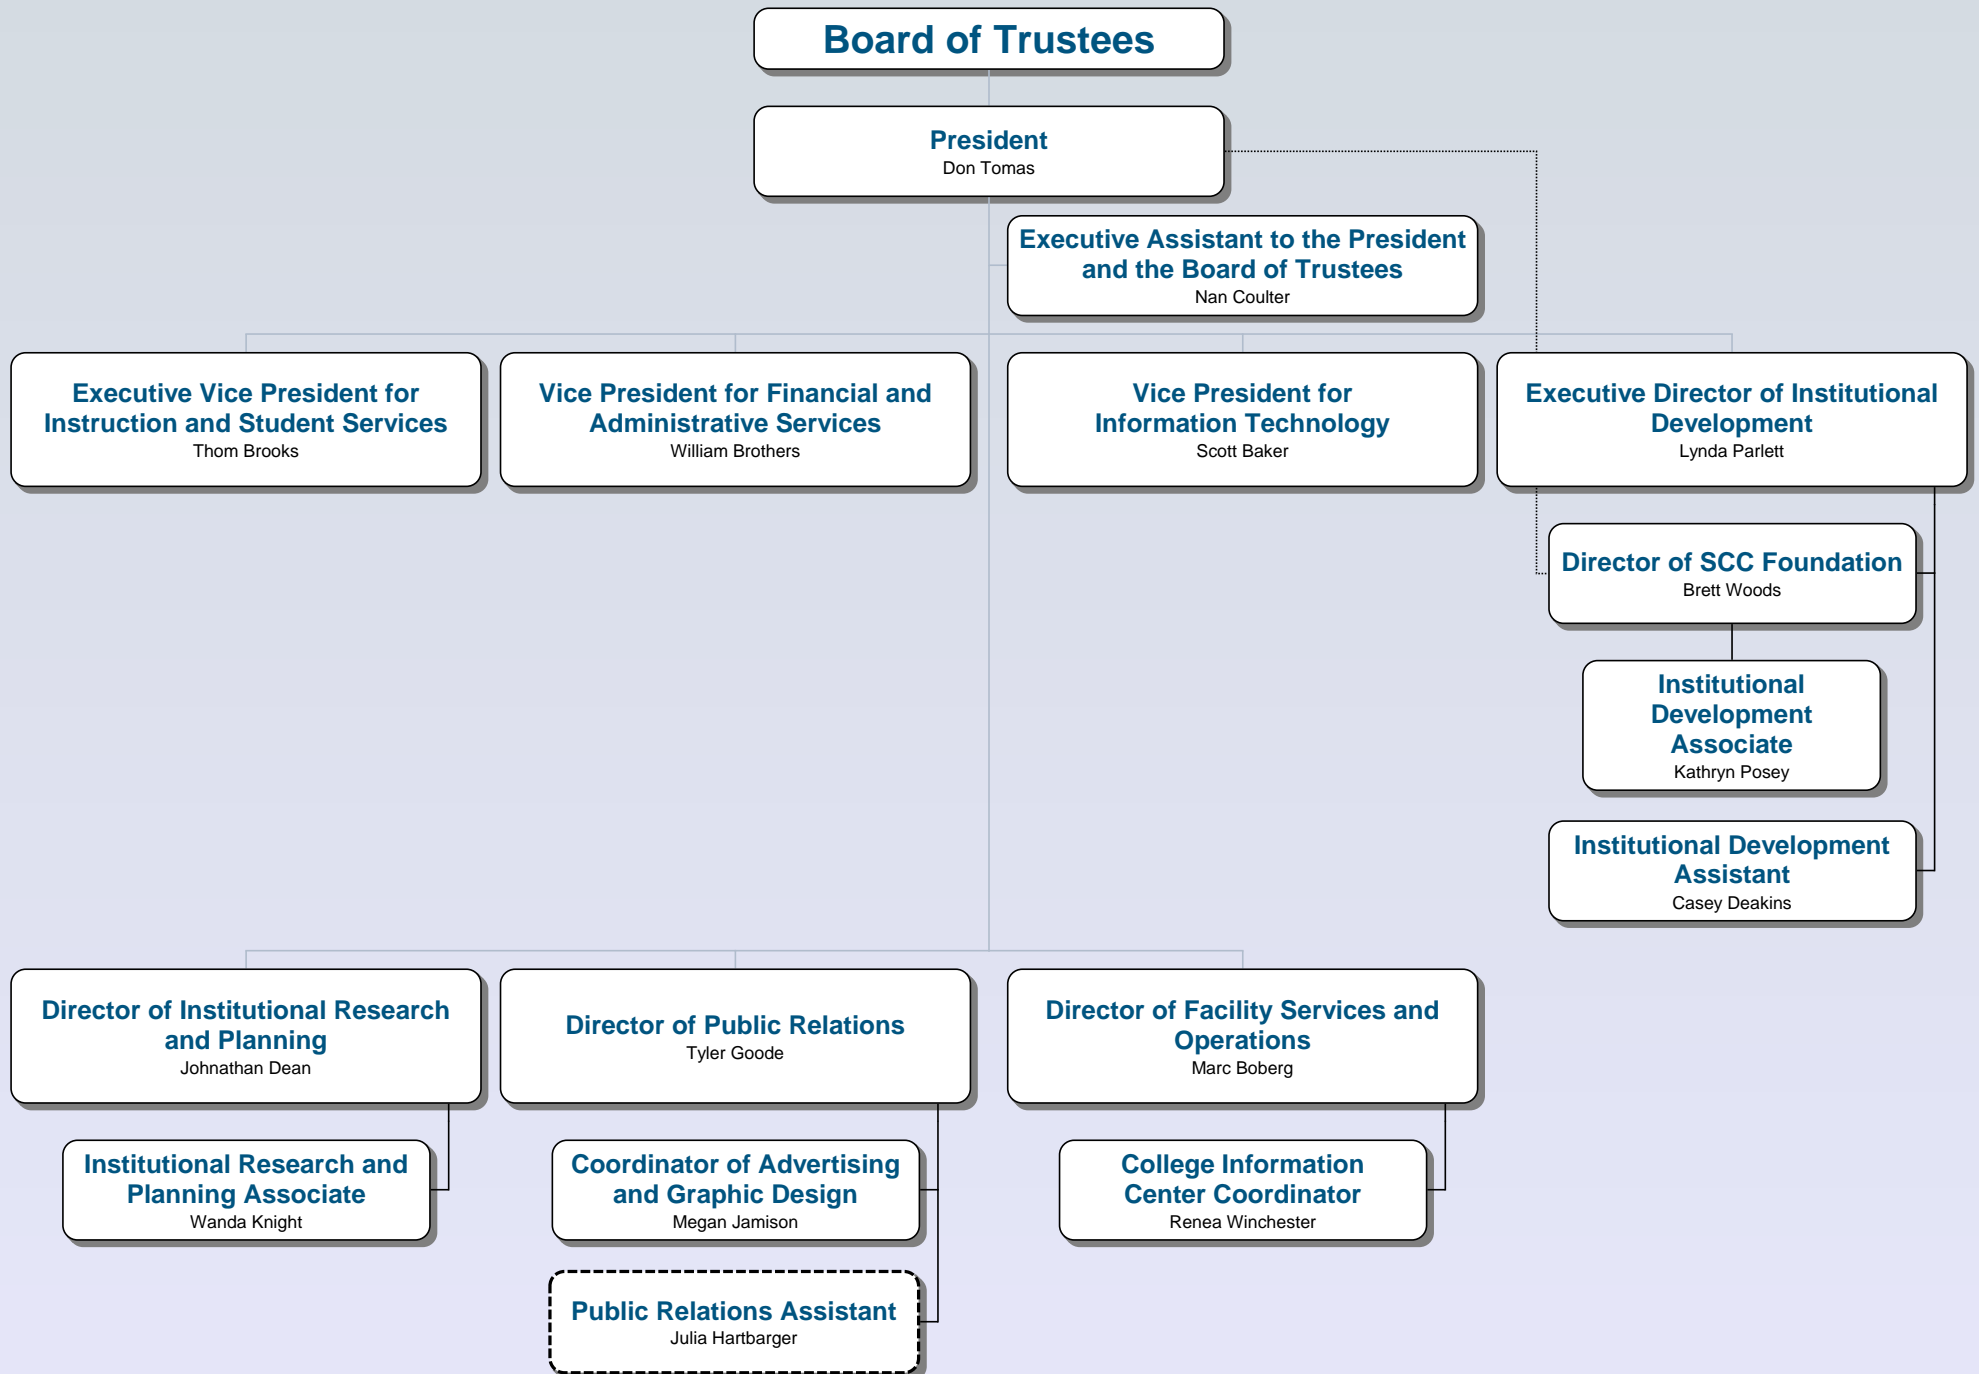 Board of Trustees
President
Don Tomas
Executive Assistant to the President
and the Board of Trustees
Nan Coulter
Executive Vice President for
Instruction and Student Services
Thom Brooks
Vice President for Financial and
Administrative Services
William Brothers
Vice President for
Information Technology
Scott Baker
Executive Director of Institutional
Development
Lynda Parlett
Director of SCC Foundation
Brett Woods
Institutional
Development
Associate
Kathryn Posey
Institutional Development
Assistant
Casey Deakins
Director of Institutional Research
and Planning
Johnathan Dean
Director of Public Relations
Tyler Goode
Director of Facility Services and
Operations
Marc Boberg
Institutional Research and
Planning Associate
Wanda Knight
Coordinator of Advertising
and Graphic Design
Megan Jamison
College Information
Center Coordinator
Renea Winchester
Public Relations Assistant
Julia Hartbarger